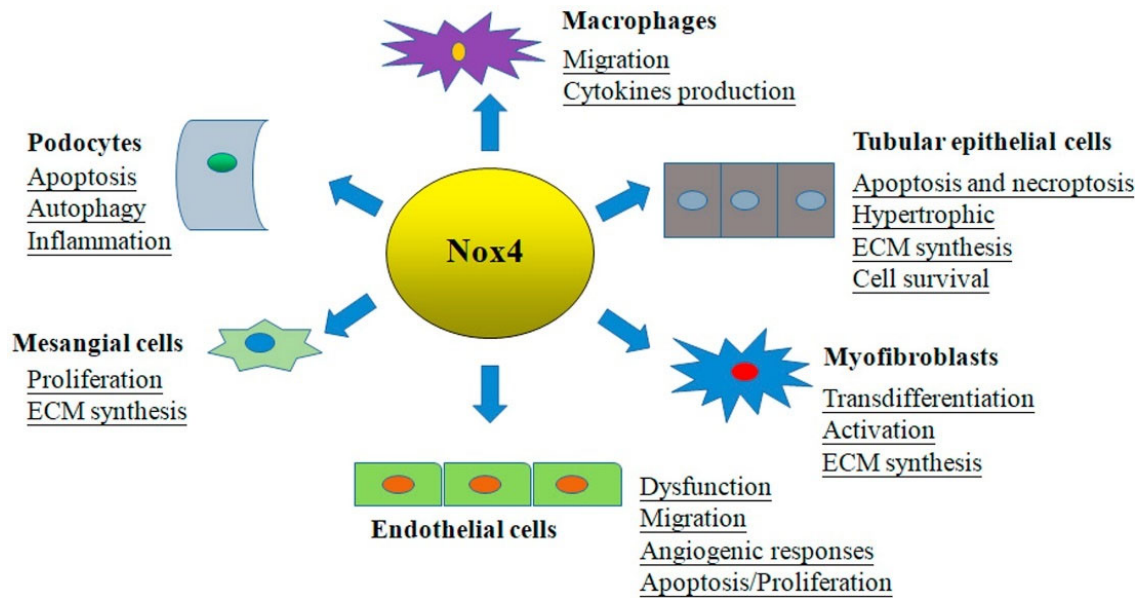 Macrophages
Migration
Cytokines production
Podocytes
Apoptosis
Autophagy
Inflammation
Tubular epithelial cells
Apoptosis and necroptosis
Hypertrophic
ECM synthesis
Cell survival
Nox4
Mesangial cells
Proliferation
ECM synthesis
Myofibroblasts
Transdifferentiation
Activation
ECM synthesis
Endothelial cells
Dysfunction
Migration
Angiogenic responses
Apoptosis/Proliferation